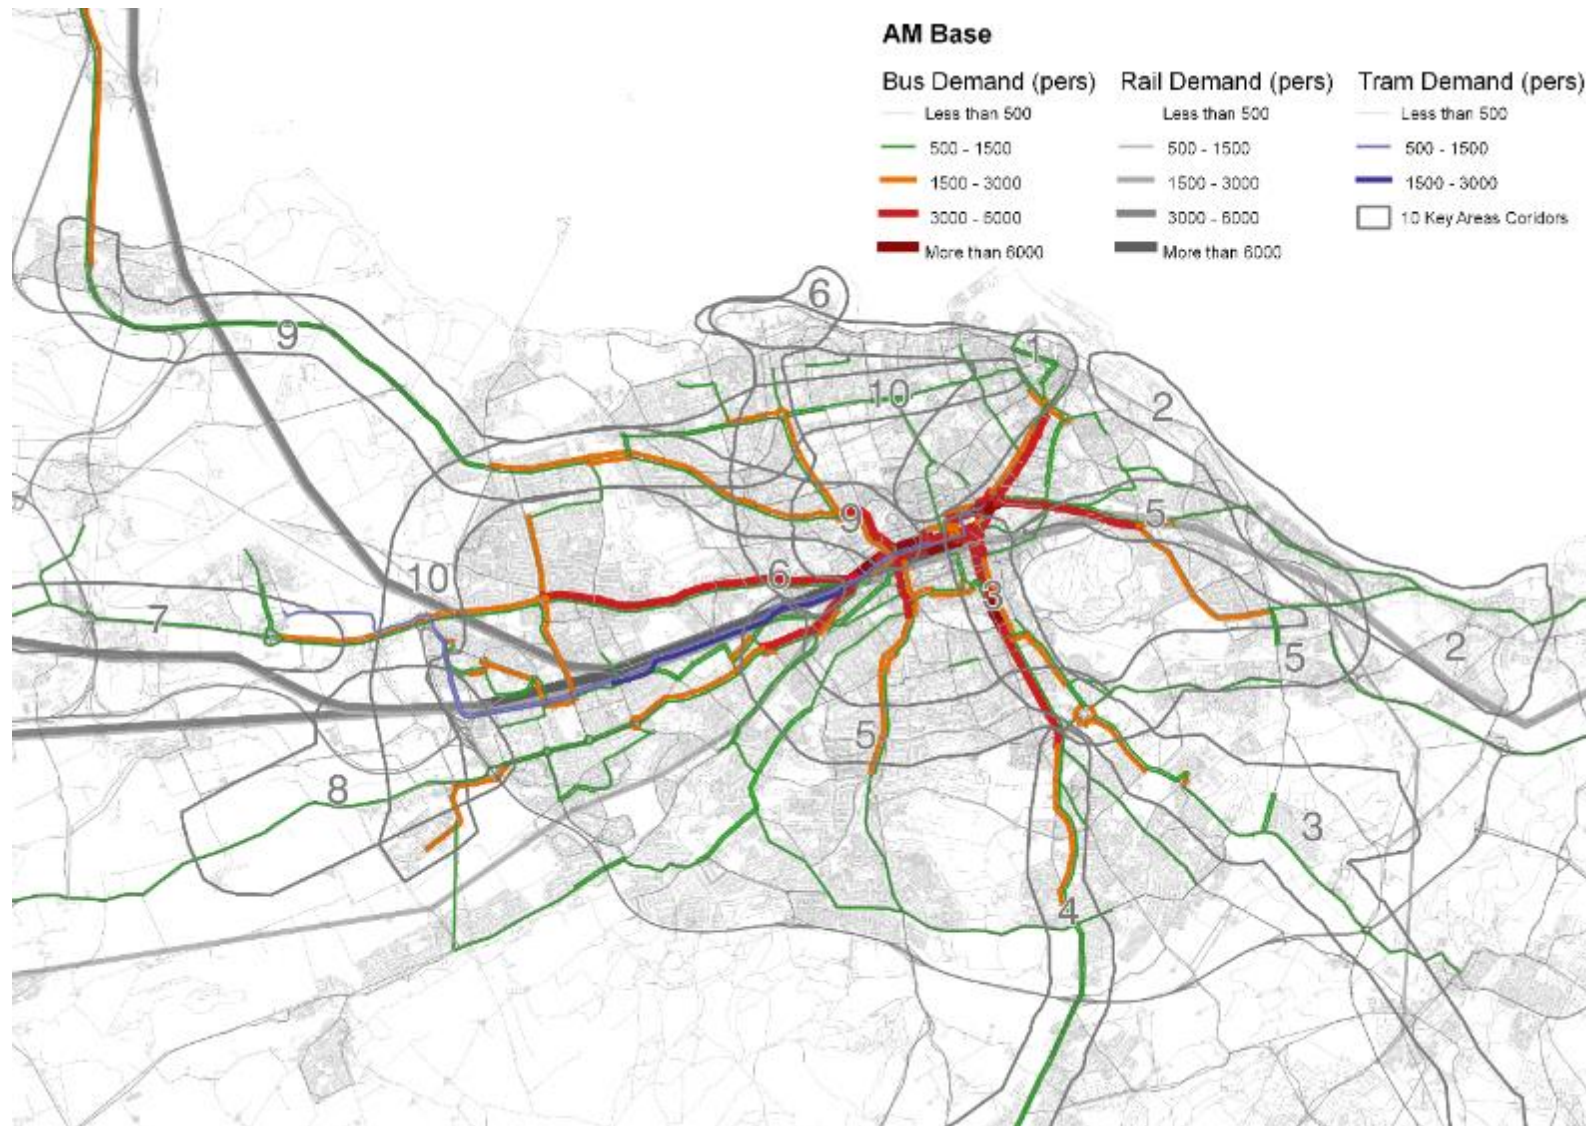 AM Base
Bus Demand (pers) Rail Demand (pers) Tram Demand (pers)
Less than 500 Less than 500 Less than 500
500 - 1500 500 - 1500 500 - 1500
1500 - 3000 1500 - 3000 1500 - 3000
3000 - 6000 3000 - 6000 10 Key Areas Coridors
More than 6000 More than 6000
6
9
1
10
2
9
5
10
6
3
7
5
2
5
8
3
4